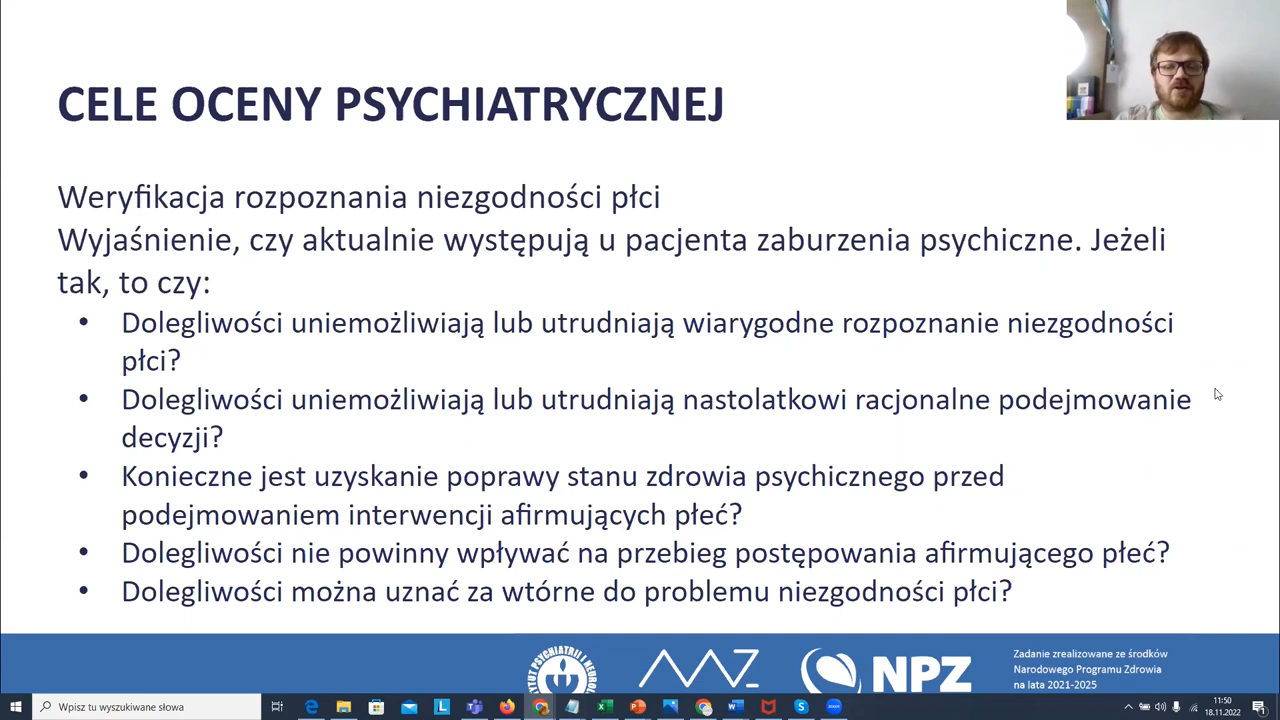 CELE OCENY PSYCHIATRYCZNEJ
Weryfikacja rozpoznania niezgodności płci
Wyjaśnienie, czy aktualnie występują u pacjenta zaburzenia psychiczne. Jeżeli
tak, to czy:
• Dolegliwości uniemożliwiają lub utrudniają wiarygodne rozpoznanie niezgodności
płci?
• Dolegliwości uniemożliwiają lub utrudniają nastolatkowi racjonalne podejmowanie
decyzji?
• Konieczne jest uzyskanie poprawy stanu zdrowia psychicznego przed
podejmowaniem interwencji afirmujących płeć?
• Dolegliwości nie powinny wpływać na przebieg postępowania afirmującego płeć?
• Dolegliwości można uznać za wtórne do problemu niezgodności płci?
NPZ
Zadanie zrealizowane ze środków
Narodowego Programu Zdrowia
na lata 2021-2025
Wpisz tu wyszukiwane słowa
11:50
18.11.2022